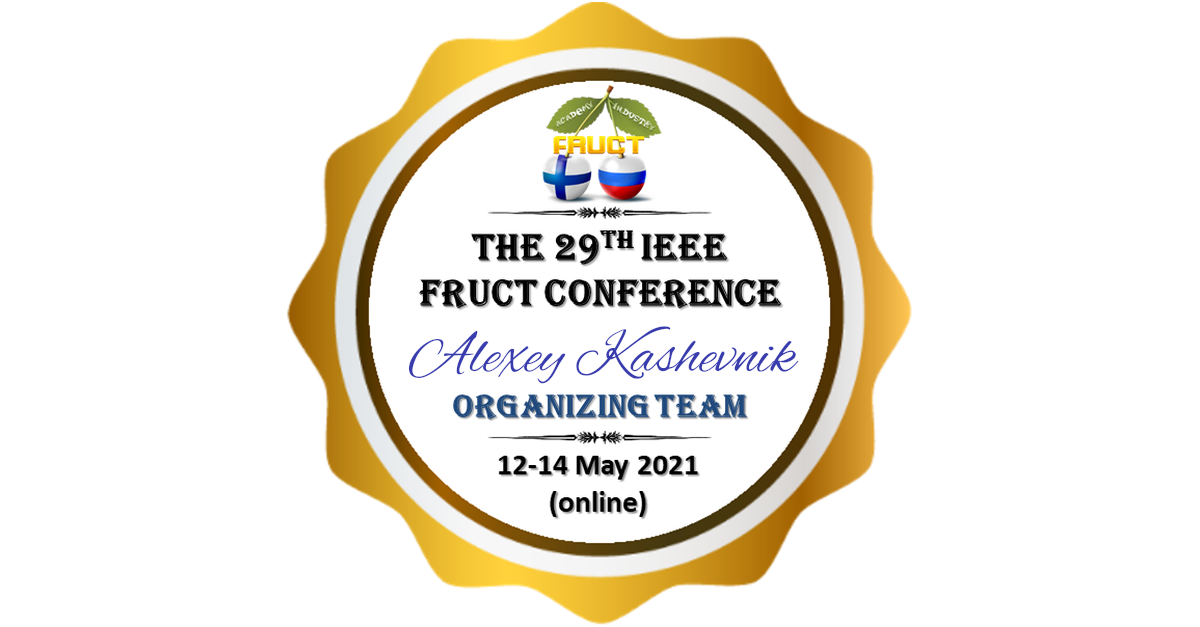 ACADEMY INDUSTRY
FRUCT
THE 29TH IEEE
FRUCT CONFERENCE
Alexey Kashevnik
ORGANIZING TEAM
12-14 May 2021
(online)